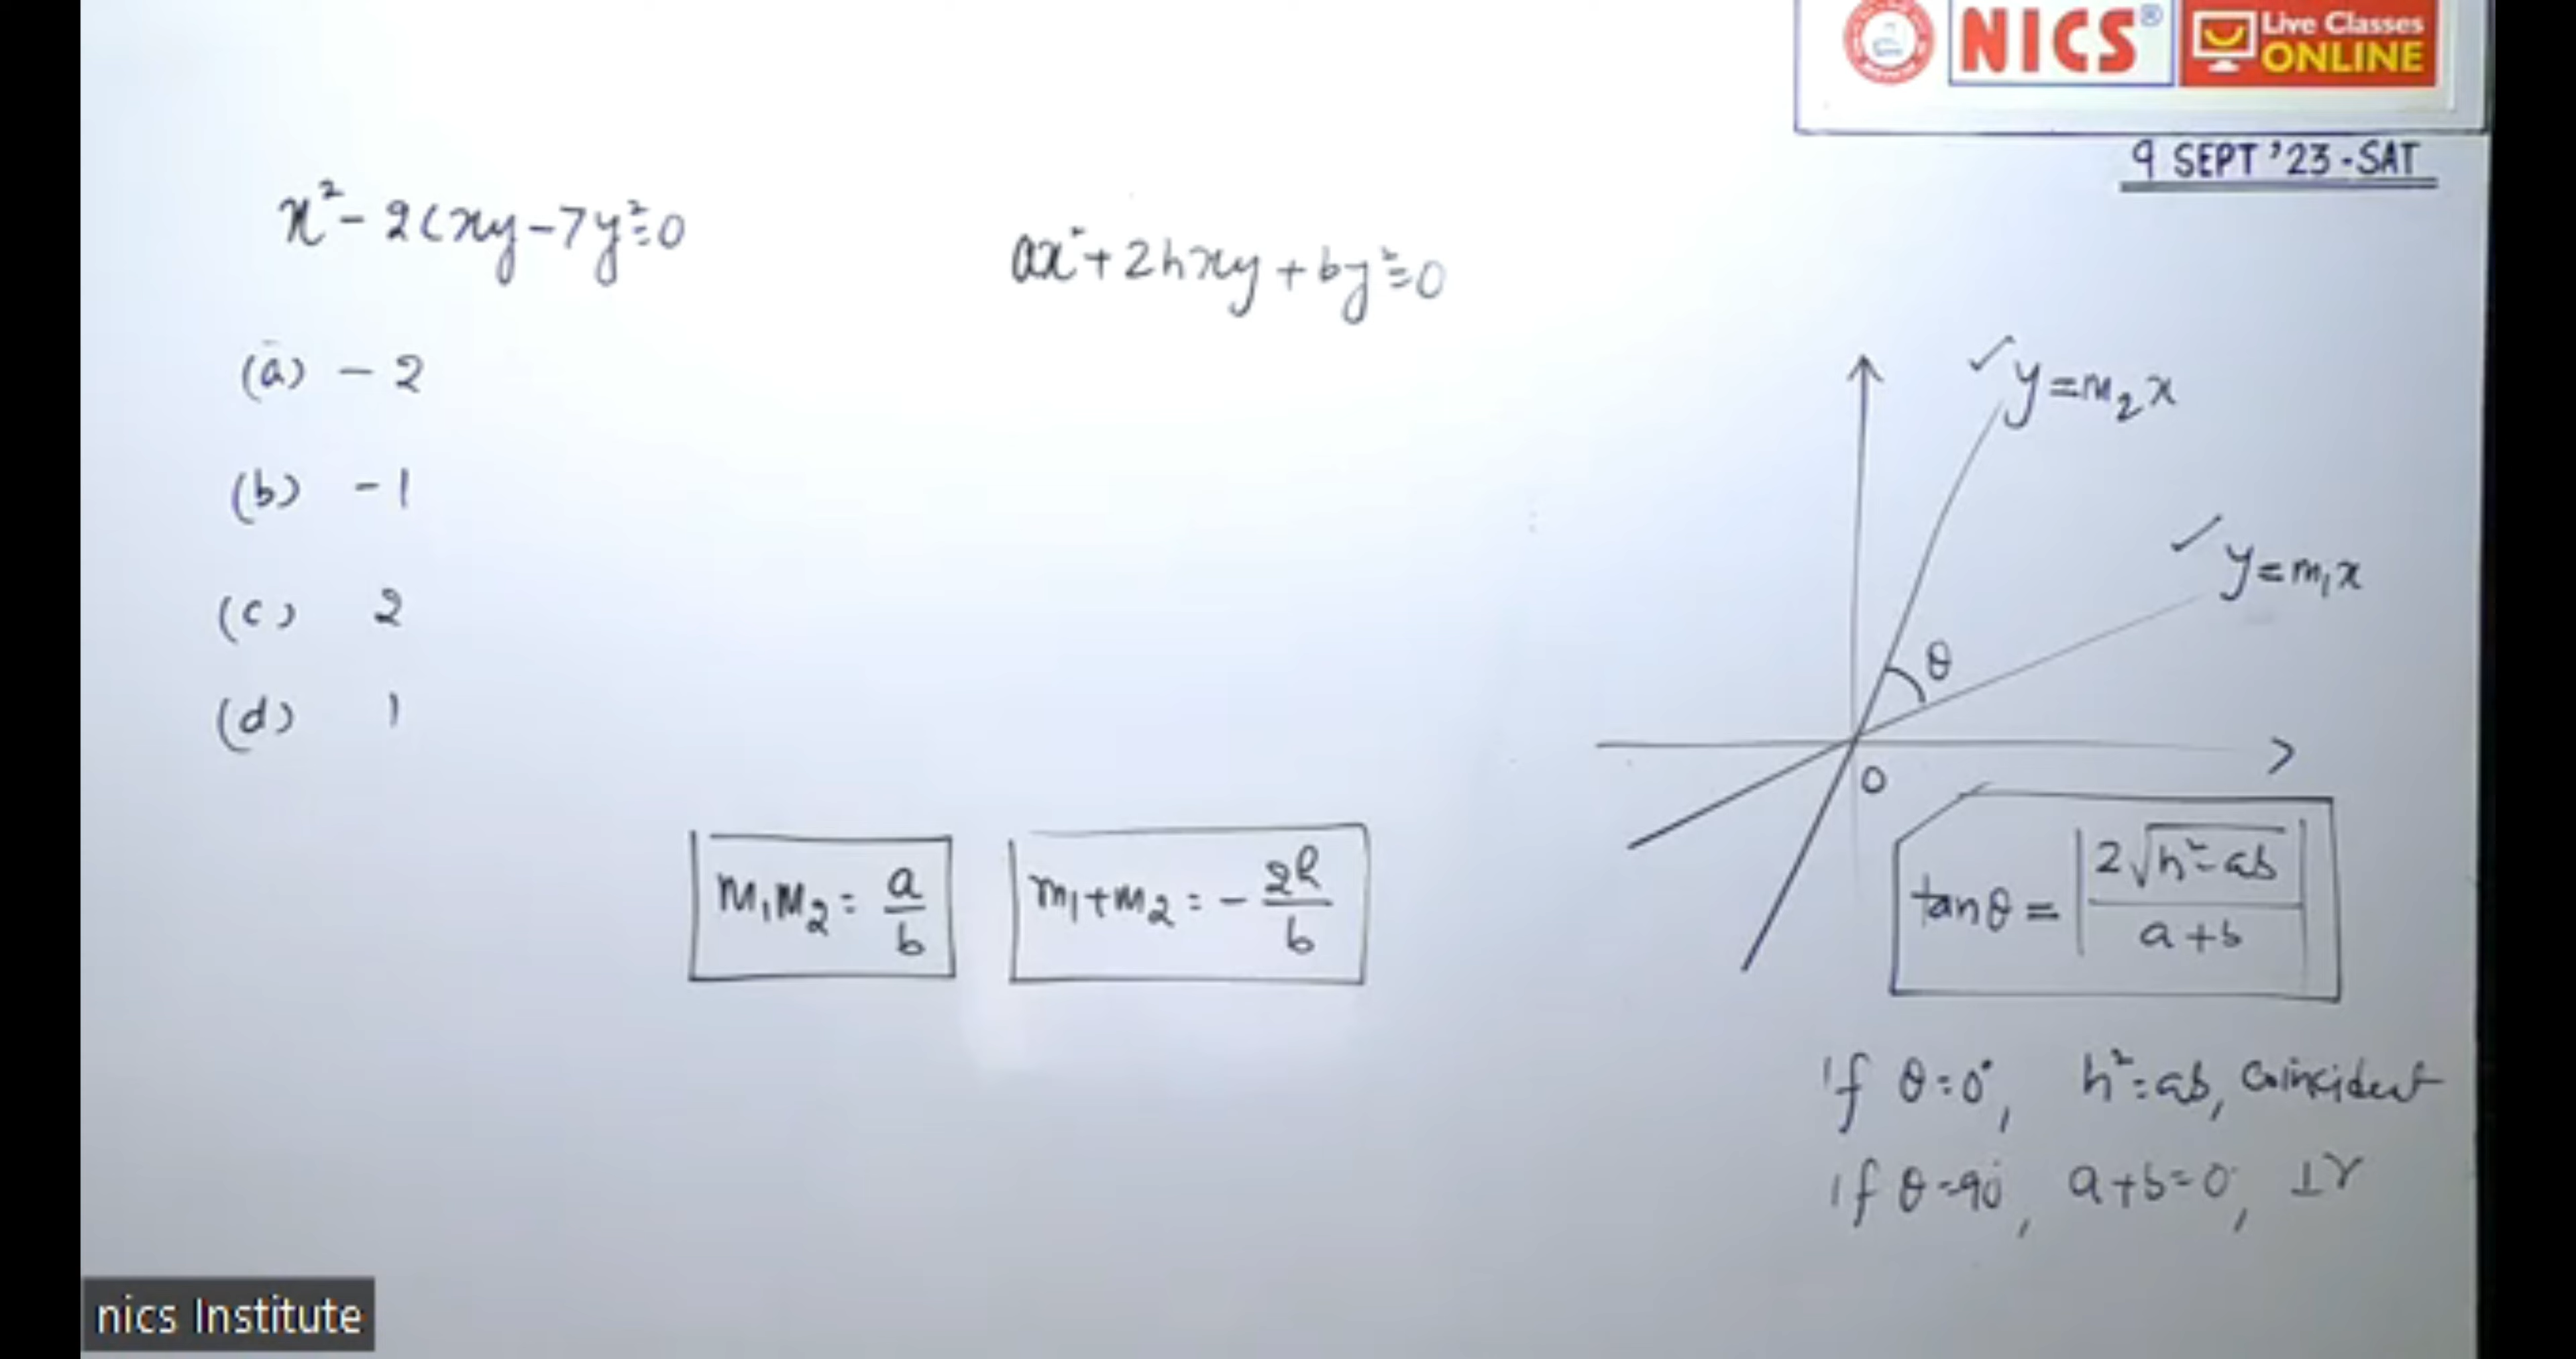 NICS® Live Classes ONLINE
9 SEPT '23-SAT
x²- 2cxy-7y²=0
ax²+2hxy+by²=0
(a) - 2
(b) -1
(c) 2
(d) 1
y=m₂x
y=m₁x
θ
O
m₁m₂ = a/b
m₁+m₂ = - 2h/b
tanθ = |2√h²-ab / a+b|
If θ=0°, h²=ab, Coincident
If θ=90°, a+b=0, ⊥r
nics Institute